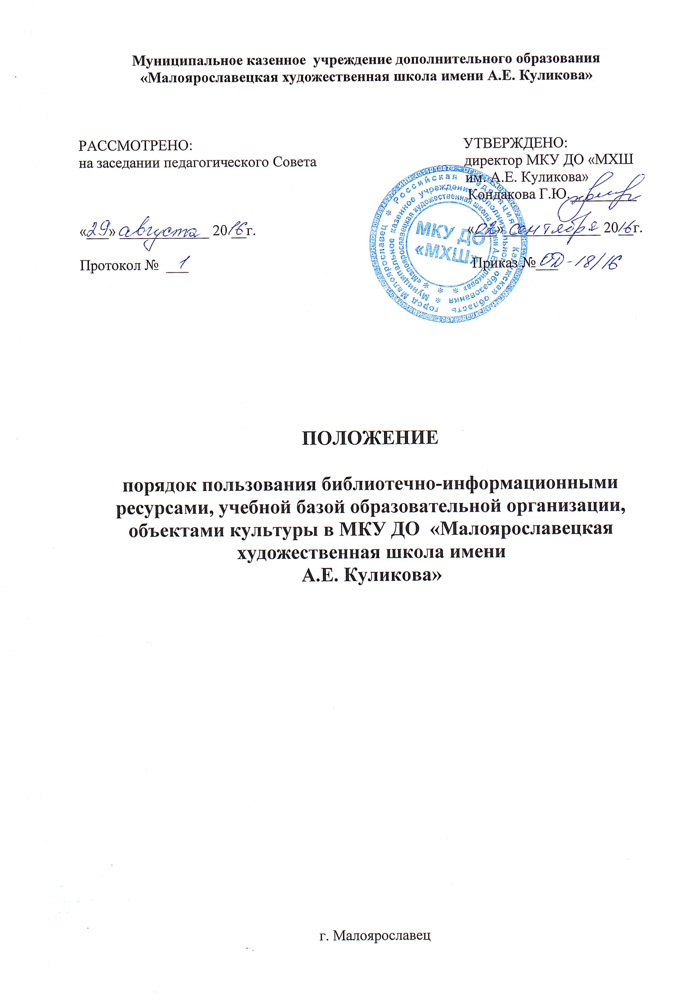 Муниципальное казенное учреждение дополнительного образования
«Малоярославецкая художественная школа имени А.Е. Куликова»
РАССМОТРЕНО:
на заседании педагогического Совета
«29» августа 2016г.
Протокол № 1
УТВЕРЖДЕНО:
директор МКУ ДО «МХШ
им. А.Е. Куликова»
Кондакова Г.Ю.
«02» сентября 2016г.
Приказ № ОД-18/16
Российская Федерация Калужская область город Малоярославец
Муниципальное казенное учреждение дополнительного образования
«Малоярославецкая художественная школа имени А.Е. Куликова»
МКУ ДО
«МХШ»
ПОЛОЖЕНИЕ
порядок пользования библиотечно-информационными
ресурсами, учебной базой образовательной организации,
объектами культуры в МКУ ДО «Малоярославецкая
художественная школа имени
А.Е. Куликова»
г. Малоярославец